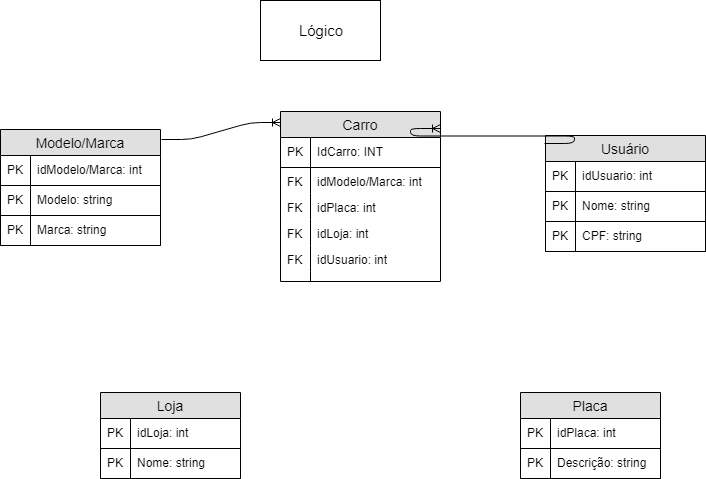 Lógico
Modelo/Marca
PK idModelo/Marca: int
PK Modelo: string
PK Marca: string
Carro
PK IdCarro: INT
FK idModelo/Marca: int
FK idPlaca: int
FK idLoja: int
FK idUsuario: int
Usuário
PK idUsuario: int
PK Nome: string
PK CPF: string
Loja
PK idLoja: int
PK Nome: string
Placa
PK idPlaca: int
PK Descrição: string